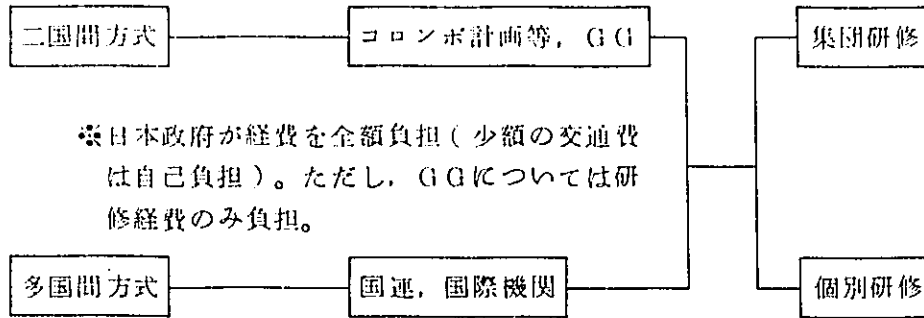 二国間方式
コロンボ計画等,GG
集団研修
※日本政府が経費を全額負担(少額の交通費
は自己負担)。ただし,GGについては研
修経費のみ負担。
多国間方式
国連,国際機関
個別研修